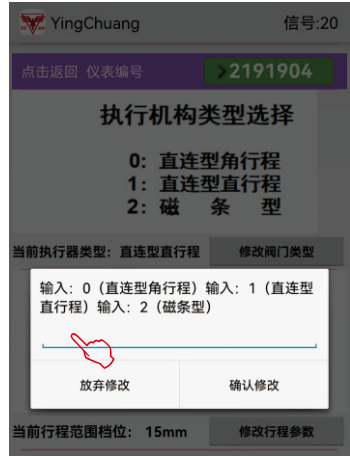 YingChuang 信号:20
点击返回 仪表编号 >2191904
执行机构类型选择
0: 直连型角行程
1: 直连型直行程
2: 磁 条 型
当前执行器类型: 直连型直行程 修改阀门类型
输入: 0 (直连型角行程) 输入: 1 (直连型
直行程) 输入: 2 (磁条型)
放弃修改 确认修改
当前行程范围档位: 15mm 修改行程参数